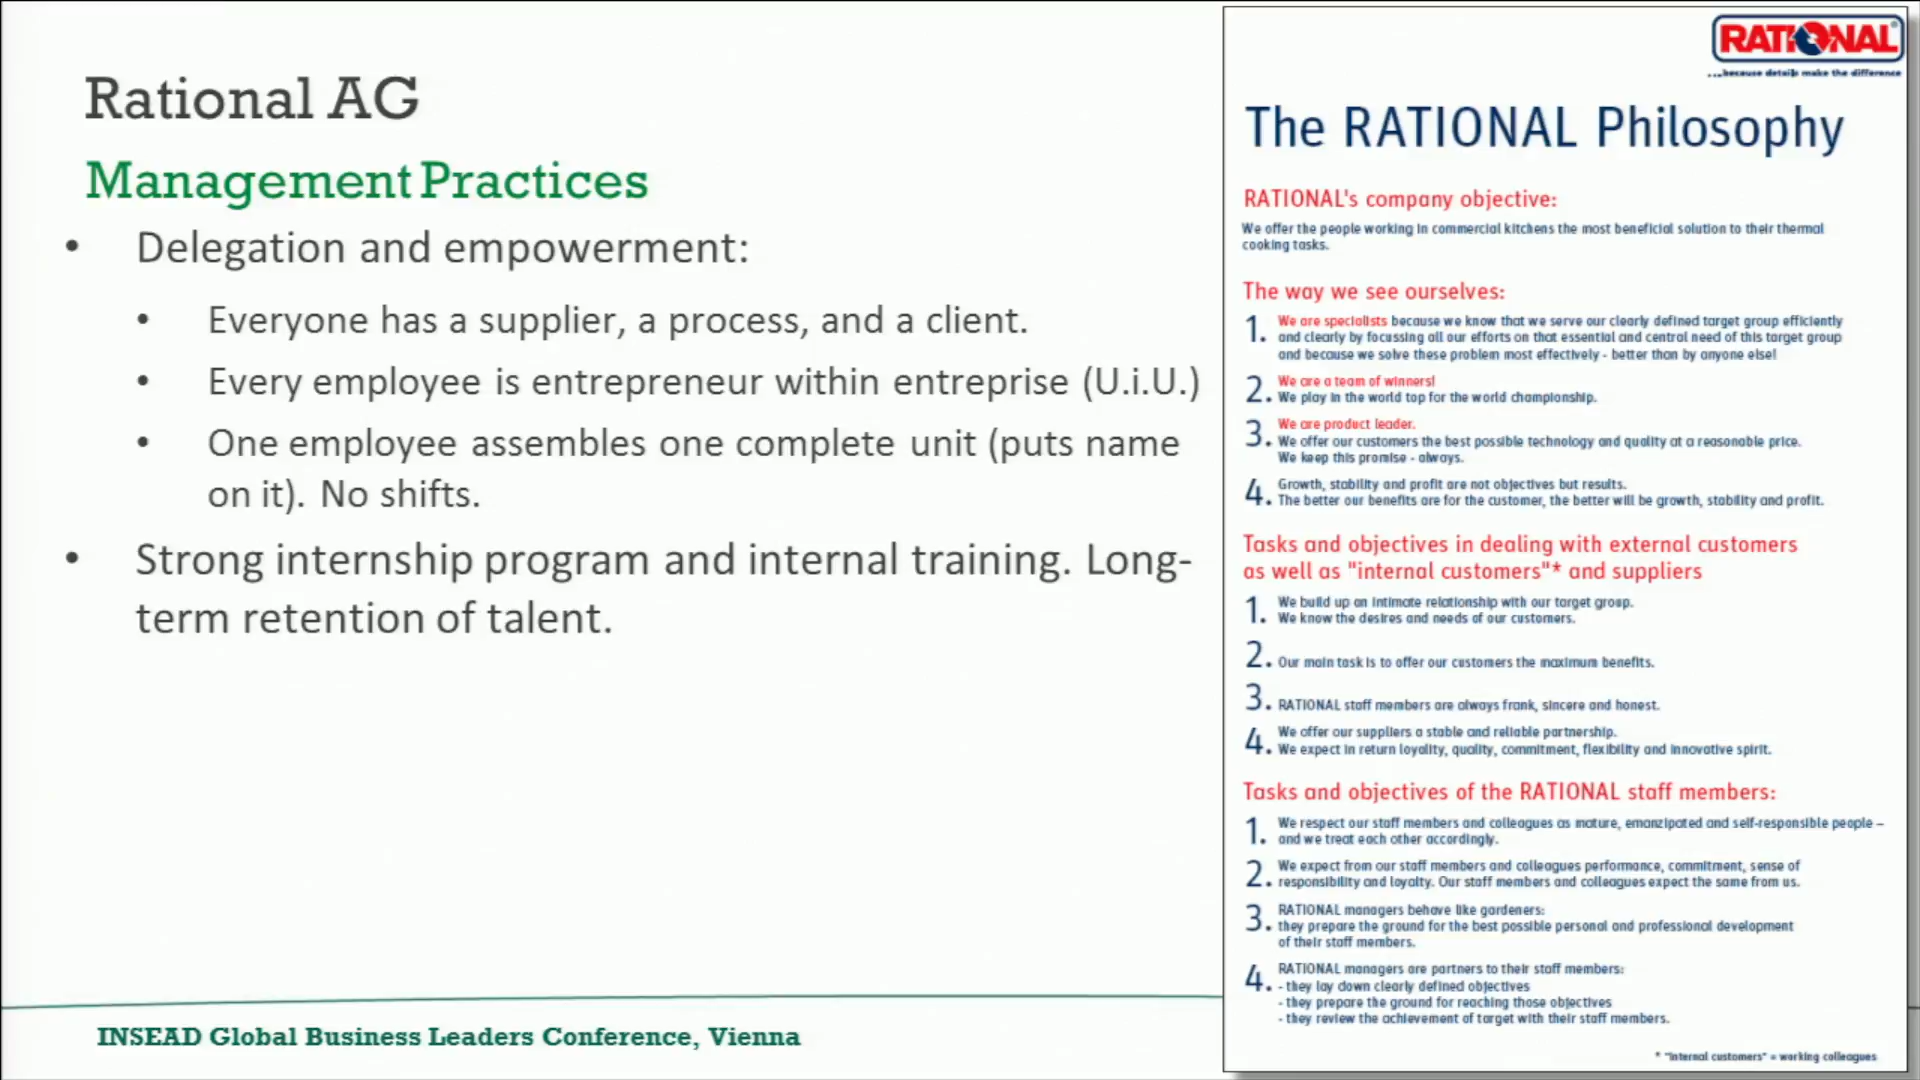 Rational AG
Management Practices
• Delegation and empowerment:
• Everyone has a supplier, a process, and a client.
• Every employee is entrepreneur within entreprise (U.i.U.)
• One employee assembles one complete unit (puts name
on it). No shifts.
• Strong internship program and internal training. Long-
term retention of talent.
INSEAD Global Business Leaders Conference, Vienna
RATIONAL®
...because details make the difference
The RATIONAL Philosophy
RATIONAL's company objective:
We offer the people working in commercial kitchens the most beneficial solution to their thermal
cooking tasks.
The way we see ourselves:
1. We are specialists because we know that we serve our clearly defined target group efficiently
and clearly by focussing all our efforts on that essential and central need of this target group
and because we solve these problem most effectively - better than by anyone else!
2. We are a team of winners!
We play in the world top for the world championship.
3. We are product leader.
We offer our customers the best possible technology and quality at a reasonable price.
We keep this promise - always.
4. Growth, stability and profit are not objectives but results.
The better our benefits are for the customer, the better will be growth, stability and profit.
Tasks and objectives in dealing with external customers
as well as "internal customers"* and suppliers
1. We build up an intimate relationship with our target group.
We know the desires and needs of our customers.
2. Our main task is to offer our customers the maximum benefits.
3. RATIONAL staff members are always frank, sincere and honest.
4. We offer our suppliers a stable and reliable partnership.
We expect in return loyality, quality, commitment, flexibility and innovative spirit.
Tasks and objectives of the RATIONAL staff members:
1. We respect our staff members and colleagues as mature, emanzipated and self-responsible people –
and we treat each other accordingly.
2. We expect from our staff members and colleagues performance, commitment, sense of
responsibility and loyalty. Our staff members and colleagues expect the same from us.
3. RATIONAL managers behave like gardeners:
they prepare the ground for the best possible personal and professional development
of their staff members.
4. RATIONAL managers are partners to their staff members:
- they lay down clearly defined objectives
- they prepare the ground for reaching those objectives
- they review the achievement of target with their staff members.
* "internal customers" = working colleagues